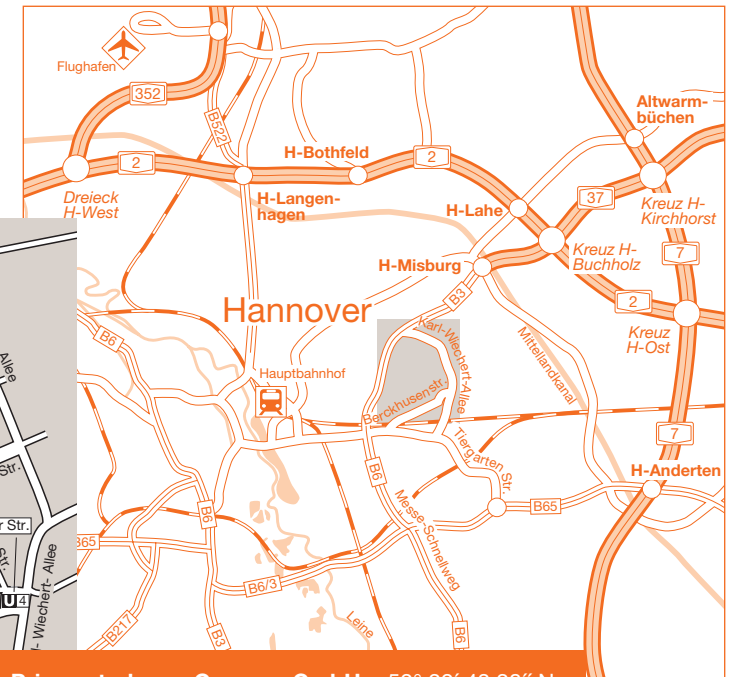 Flughafen
352
B522
Altwarm-
büchen
H-Bothfeld
2
2
37
Dreieck
H-West
H-Langen-
hagen
H-Lahe
Kreuz H-
Kirchhorst
Kreuz H-
Buchholz
7
H-Misburg
B3
2
Hannover
Karl-Wiechert-Allee
Mittellandkanal
Kreuz
H-Ost
B6
Hauptbahnhof
Berckhusenstr.
Allee
Tiergarten Str.
7
H-Anderten
Str.
B6
Messe-Schnellweg
B6
B65
r Str.
Str.
B65
Wiechert- Allee
U 4
B6/3
Leine
B217
B3
B6